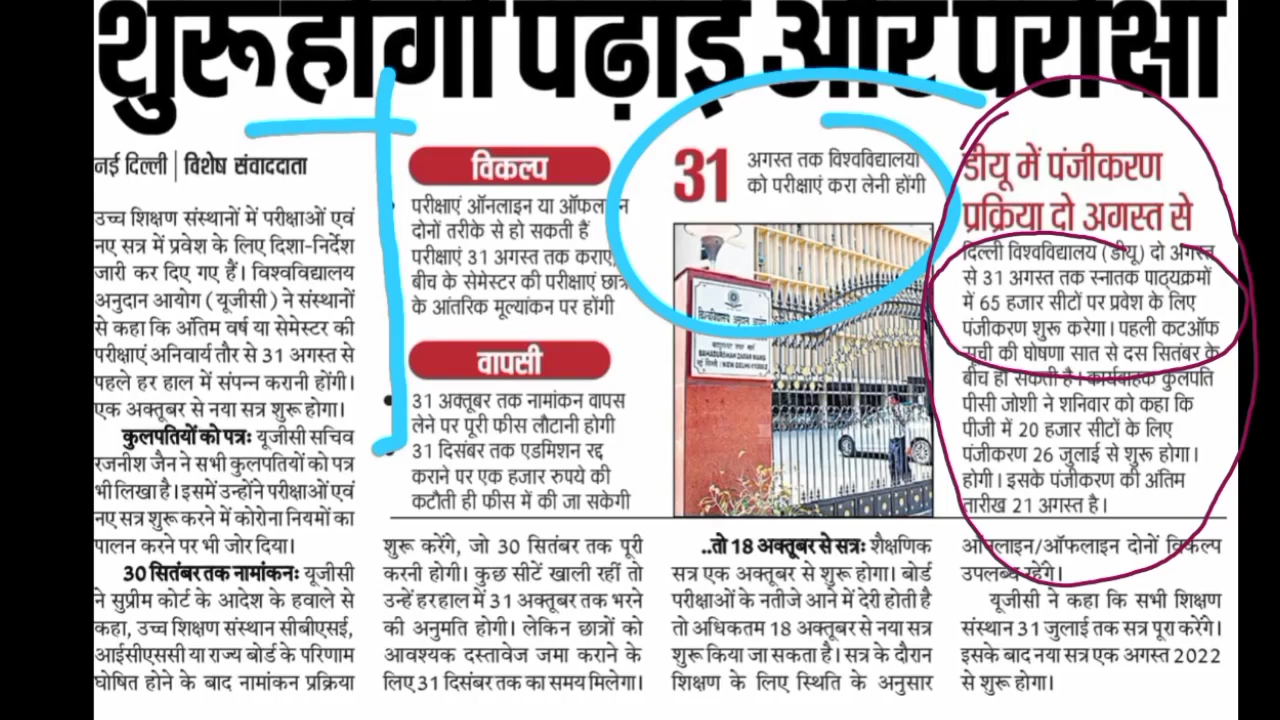 शुरू होगी पढ़ाई और परीक्षा
नई दिल्ली | विशेष संवाददाता
उच्च शिक्षण संस्थानों में परीक्षाओं एवं
नए सत्र में प्रवेश के लिए दिशा-निर्देश
जारी कर दिए गए हैं। विश्वविद्यालय
अनुदान आयोग (यूजीसी) ने संस्थानों
से कहा कि अंतिम वर्ष या सेमेस्टर की
परीक्षाएं अनिवार्य तौर से 31 अगस्त से
पहले हर हाल में संपन्न करानी होंगी।
एक अक्तूबर से नया सत्र शुरू होगा।
कुलपतियों को पत्रः यूजीसी सचिव
रजनीश जैन ने सभी कुलपतियों को पत्र
भी लिखा है। इसमें उन्होंने परीक्षाओं एवं
नए सत्र शुरू करने में कोरोना नियमों का
पालन करने पर भी जोर दिया।
30 सितंबर तक नामांकनः यूजीसी
ने सुप्रीम कोर्ट के आदेश के हवाले से
कहा, उच्च शिक्षण संस्थान सीबीएसई,
आईसीएससी या राज्य बोर्ड के परिणाम
घोषित होने के बाद नामांकन प्रक्रिया
विकल्प
परीक्षाएं ऑनलाइन या ऑफलाइन
दोनों तरीके से हो सकती हैं
परीक्षाएं 31 अगस्त तक कराएं,
बीच के सेमेस्टर की परीक्षाएं छात्र
के आंतरिक मूल्यांकन पर होंगी
वापसी
31 अक्तूबर तक नामांकन वापस
लेने पर पूरी फीस लौटानी होगी
31 दिसंबर तक एडमिशन रद्द
कराने पर एक हजार रुपये की
कटौती ही फीस में की जा सकेगी
31
अगस्त तक विश्वविद्यालयों
को परीक्षाएं करा लेनी होंगी
BAHADURSHAH ZAFAR MARG
डीयू में पंजीकरण
प्रक्रिया दो अगस्त से
दिल्ली विश्वविद्यालय (डीयू) दो अगस्त
से 31 अगस्त तक स्नातक पाठ्यक्रमों
में 65 हजार सीटों पर प्रवेश के लिए
पंजीकरण शुरू करेगा। पहली कटऑफ
सूची की घोषणा सात से दस सितंबर के
बीच हो सकती है। कार्यवाहक कुलपति
पीसी जोशी ने शनिवार को कहा कि
पीजी में 20 हजार सीटों के लिए
पंजीकरण 26 जुलाई से शुरू होगा।
होगी। इसके पंजीकरण की अंतिम
तारीख 21 अगस्त है।
शुरू करेंगे, जो 30 सितंबर तक पूरी
करनी होगी। कुछ सीटें खाली रहीं तो
उन्हें हर हाल में 31 अक्तूबर तक भरने
की अनुमति होगी। लेकिन छात्रों को
आवश्यक दस्तावेज जमा कराने के
लिए 31 दिसंबर तक का समय मिलेगा।
..तो 18 अक्तूबर से सत्रः शैक्षणिक
सत्र एक अक्तूबर से शुरू होगा। बोर्ड
परीक्षाओं के नतीजे आने में देरी होती है
तो अधिकतम 18 अक्तूबर से नया सत्र
शुरू किया जा सकता है। सत्र के दौरान
शिक्षण के लिए स्थिति के अनुसार
ऑनलाइन/ऑफलाइन दोनों विकल्प
उपलब्ध रहेंगे।
यूजीसी ने कहा कि सभी शिक्षण
संस्थान 31 जुलाई तक सत्र पूरा करेंगे।
इसके बाद नया सत्र एक अगस्त 2022
से शुरू होगा।